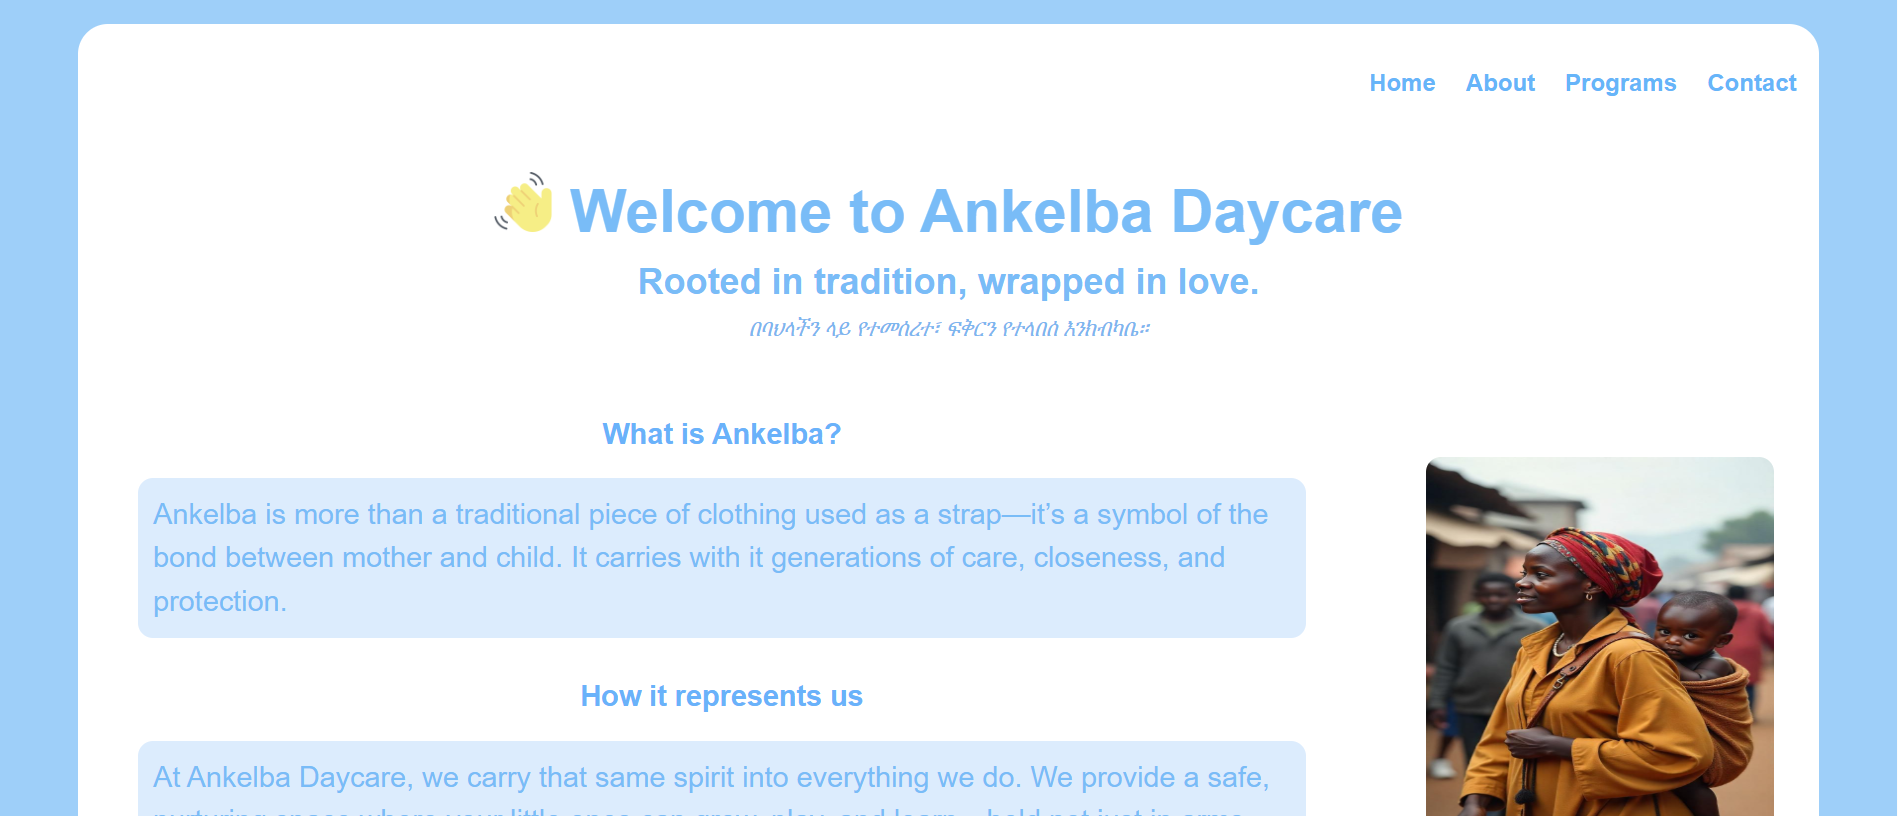 Home About Programs Contact
Welcome to Ankelba Daycare
Rooted in tradition, wrapped in love.
በባህላችን ላይ የተመሰረተ፣ ፍቅርን የተላበሰ እንክብካቤ።
What is Ankelba?
Ankelba is more than a traditional piece of clothing used as a strap—it’s a symbol of the
bond between mother and child. It carries with it generations of care, closeness, and
protection.
How it represents us
At Ankelba Daycare, we carry that same spirit into everything we do. We provide a safe,